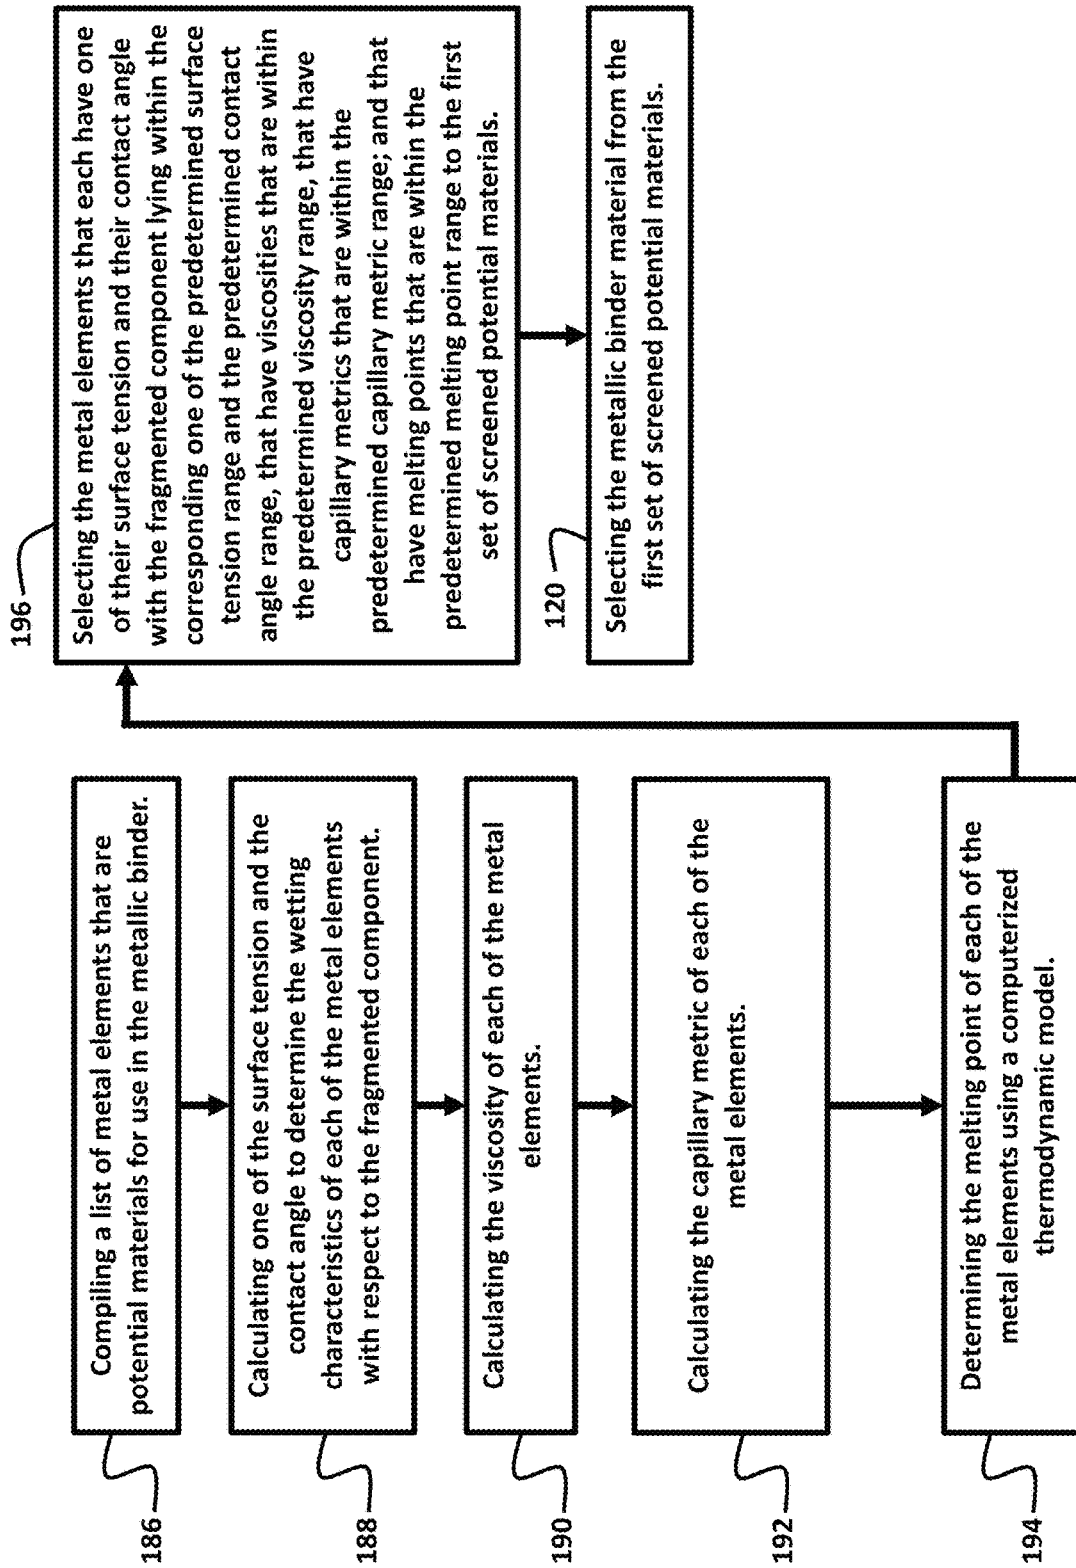 186
Compiling a list of metal elements that are
potential materials for use in the metallic binder.
188
Calculating one of the surface tension and the
contact angle to determine the wetting
characteristics of each of the metal elements
with respect to the fragmented component.
190
Calculating the viscosity of each of the metal
elements.
192
Calculating the capillary metric of each of the
metal elements.
194
Determining the melting point of each of the
metal elements using a computerized
thermodynamic model.
196
Selecting the metal elements that each have one
of their surface tension and their contact angle
with the fragmented component lying within the
corresponding one of the predetermined surface
tension range and the predetermined contact
angle range, that have viscosities that are within
the predetermined viscosity range, that have
capillary metrics that are within the
predetermined capillary metric range; and that
have melting points that are within the
predetermined melting point range to the first
set of screened potential materials.
120
Selecting the metallic binder material from the
first set of screened potential materials.